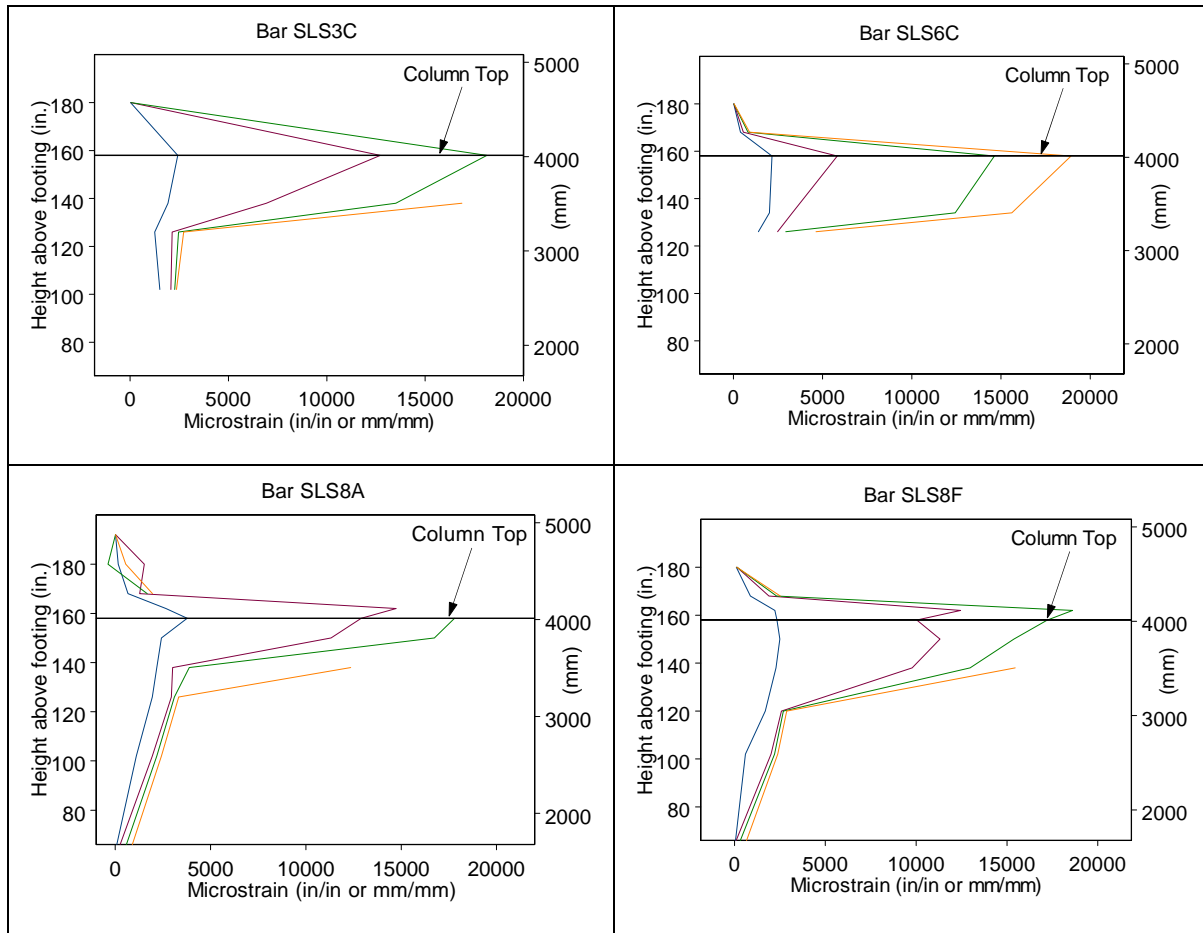 Bar SLS3C
Column Top
Height above footing (in.)
180
160
140
120
100
80
5000
4000
3000
2000
(mm)
0 5000 10000 15000 20000
Microstrain (in/in or mm/mm)
Bar SLS6C
Column Top
Height above footing (in.)
180
160
140
120
100
80
5000
4000
3000
2000
(mm)
0 5000 10000 15000 20000
Microstrain (in/in or mm/mm)
Bar SLS8A
Column Top
Height above footing (in.)
180
160
140
120
100
80
5000
4000
3000
2000
(mm)
0 5000 10000 15000 20000
Microstrain (in/in or mm/mm)
Bar SLS8F
Column Top
Height above footing (in.)
180
160
140
120
100
80
5000
4000
3000
2000
(mm)
0 5000 10000 15000 20000
Microstrain (in/in or mm/mm)